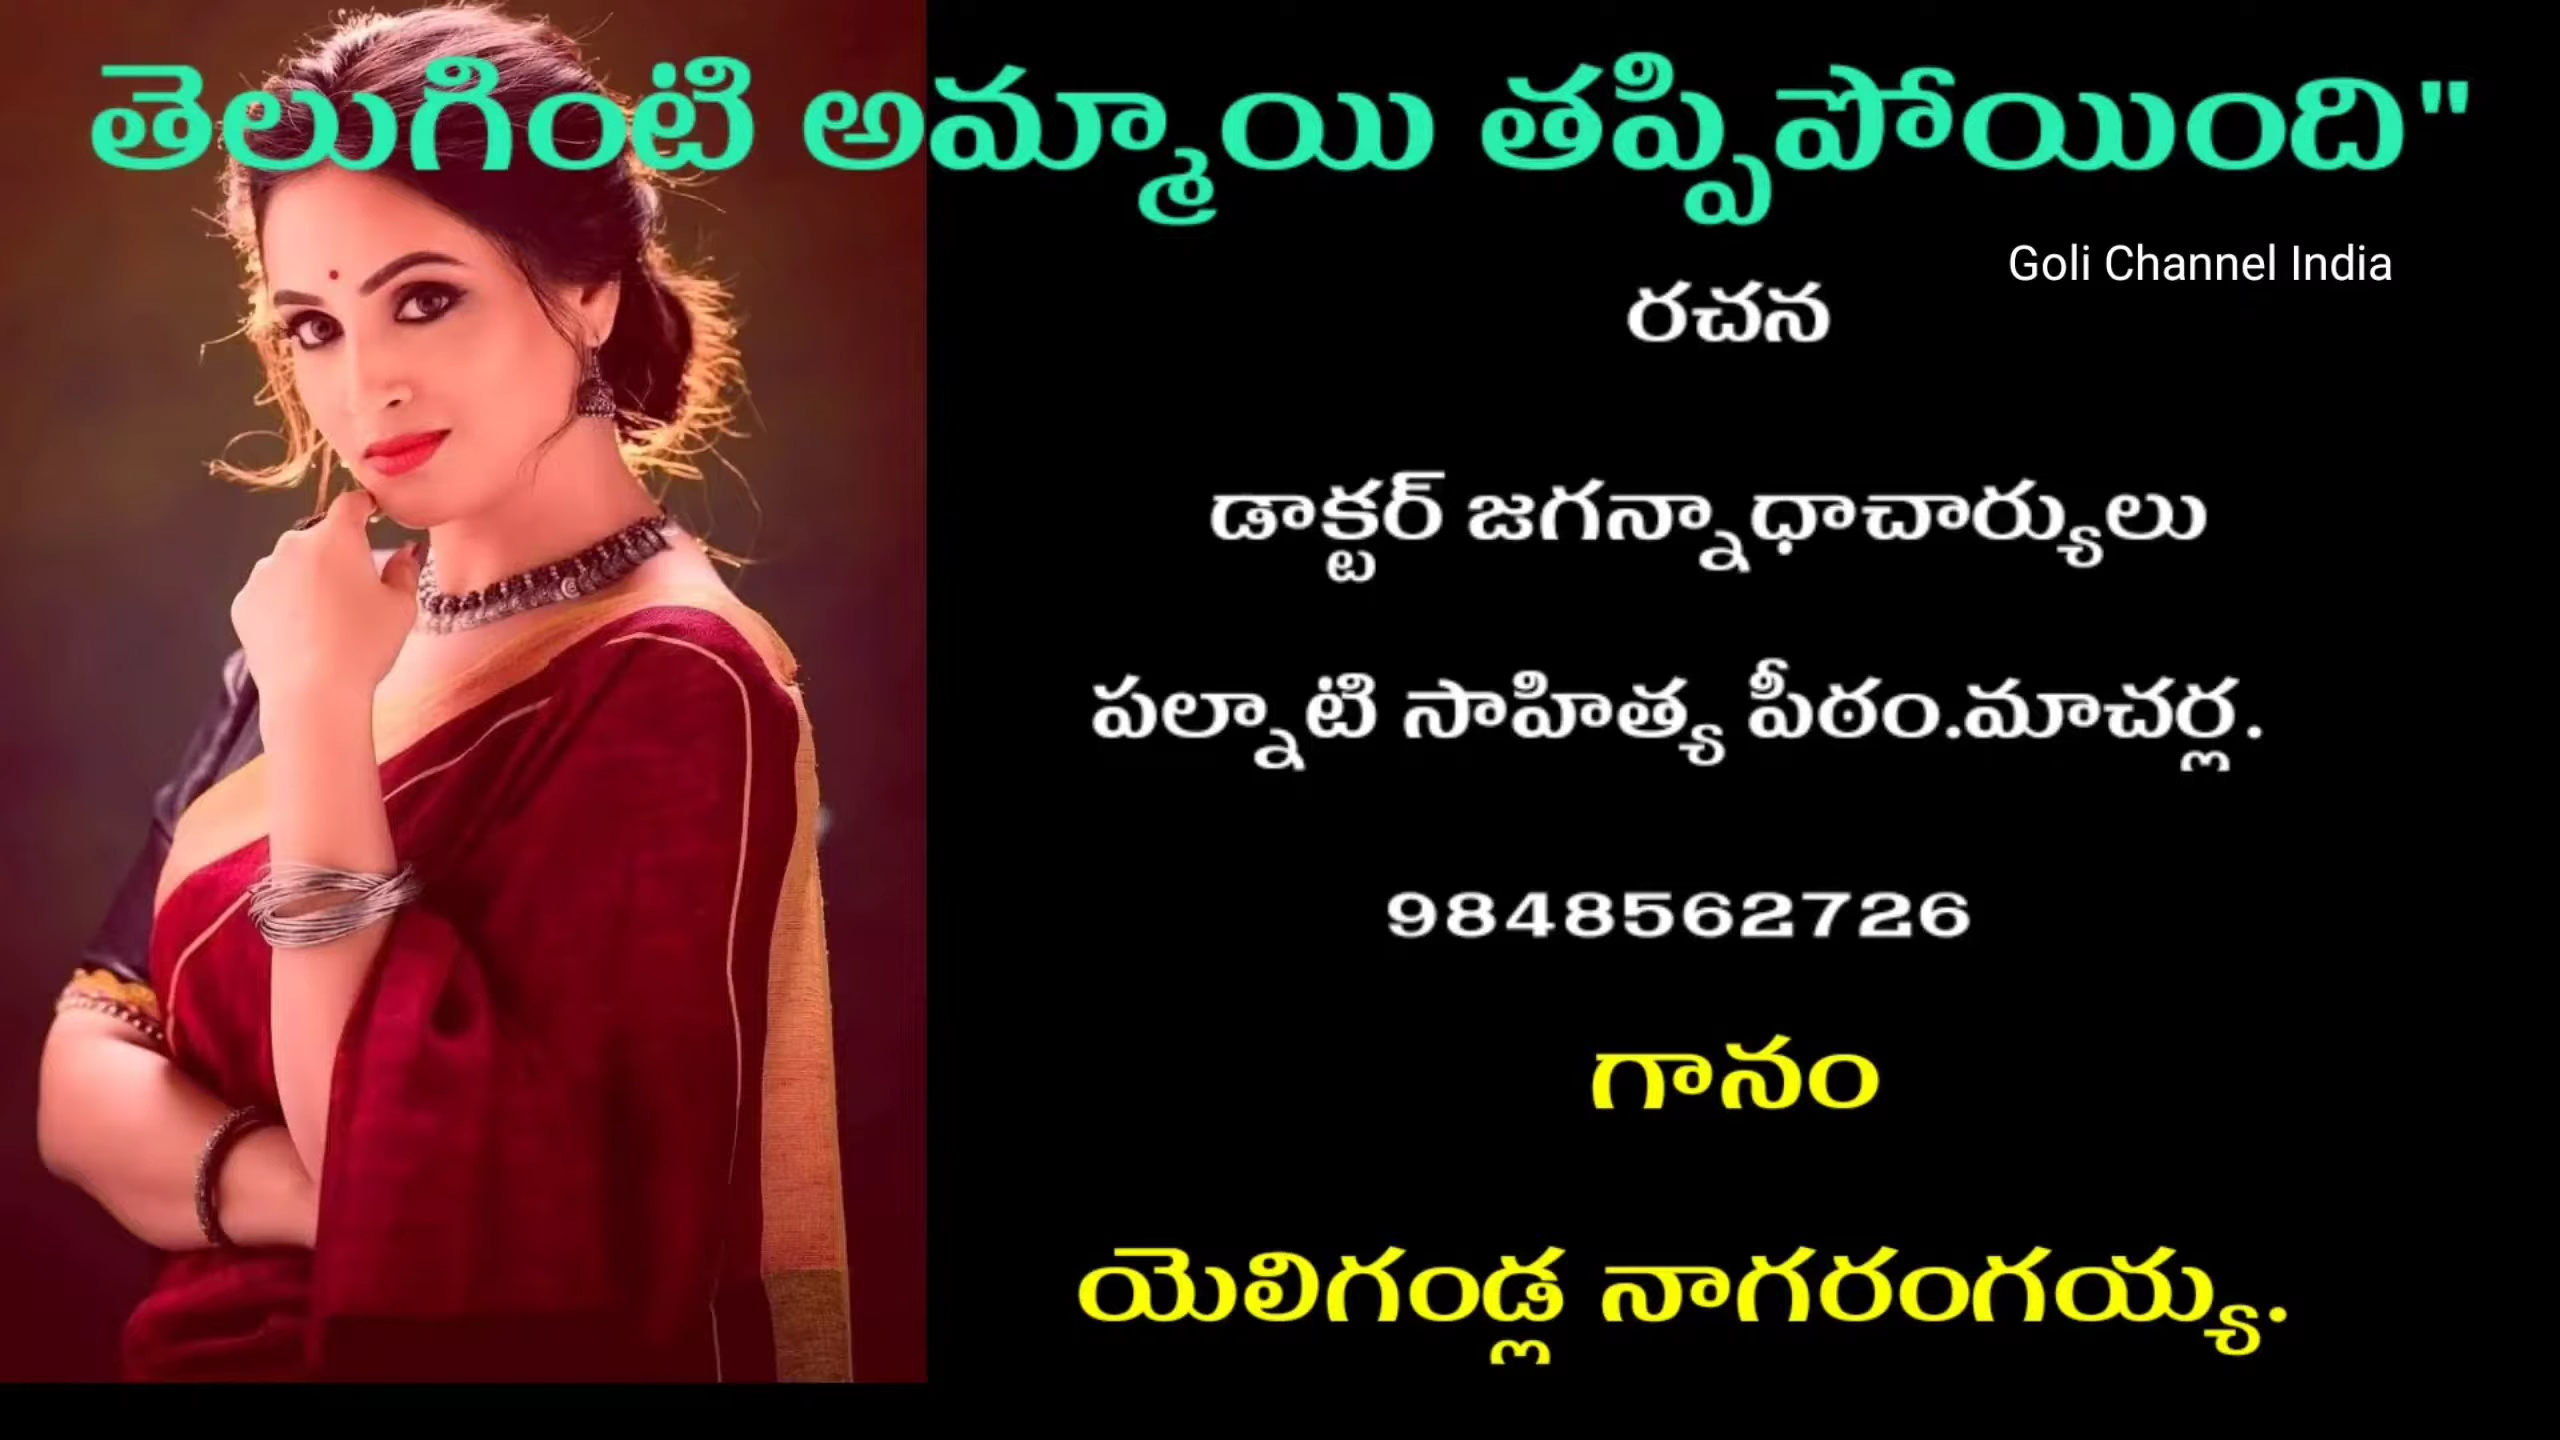 తెలుగింటి అమ్మాయి తప్పిపోయింది"
Goli Channel India
రచన
డాక్టర్ జగన్నాధాచార్యులు
పల్నాటి సాహిత్య పీఠం.మాచర్ల.
9848562726
గానం
యెలిగండ్ల నాగరంగయ్య.